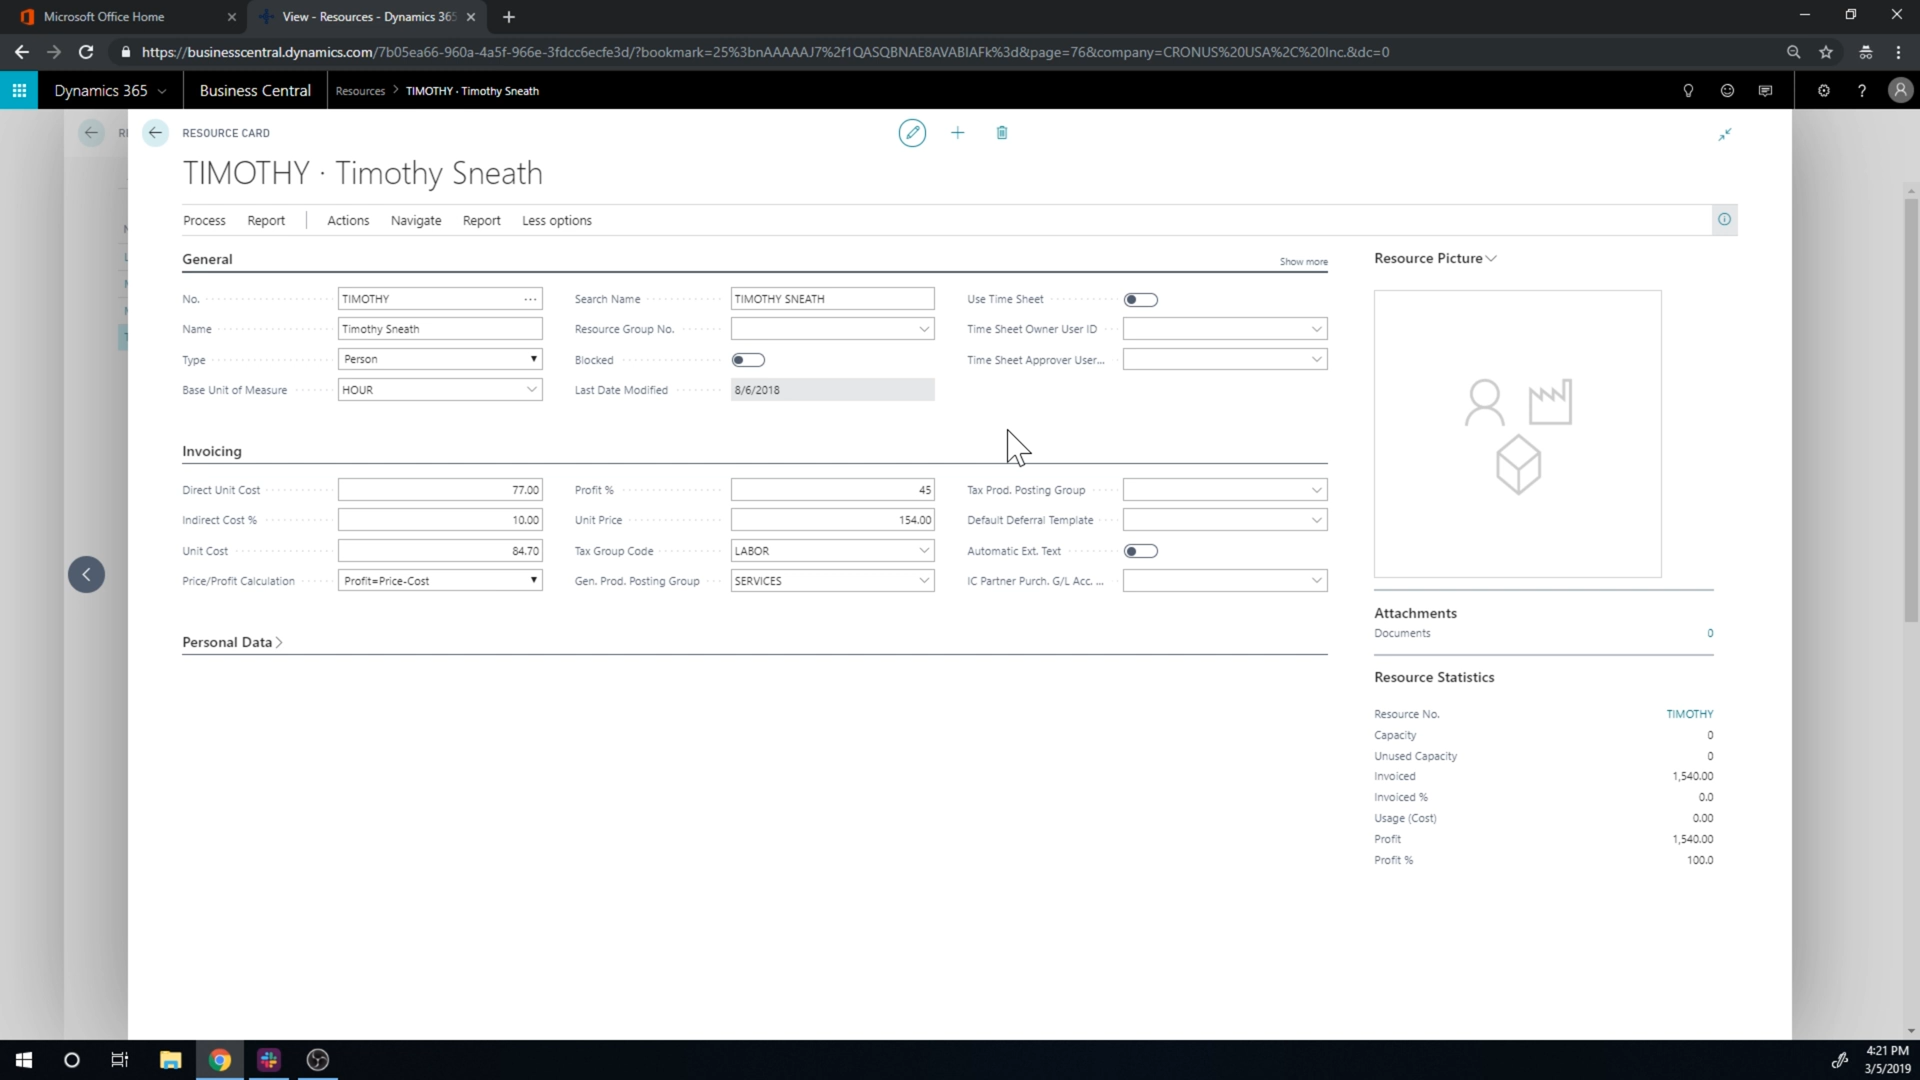 Microsoft Office Home
View - Resources - Dynamics 365
https://businesscentral.dynamics.com/7b05ea66-960a-4a5f-966e-3fdcc6ecfe3d/?bookmark=25%3bnAAAAAJ7%2f1QASQBNAE8AVABIAFk%3d&page=76&company=CRONUS%20USA%2C%20Inc.&dc=0
Dynamics 365
Business Central
Resources > TIMOTHY · Timothy Sneath
RESOURCE CARD
TIMOTHY · Timothy Sneath
Process Report Actions Navigate Report Less options
General
Show more
No. TIMOTHY ...
Name Timothy Sneath
Type Person
Base Unit of Measure HOUR
Search Name TIMOTHY SNEATH
Resource Group No.
Blocked
Last Date Modified 8/6/2018
Use Time Sheet
Time Sheet Owner User ID
Time Sheet Approver User...
Invoicing
Direct Unit Cost 77.00
Indirect Cost % 10.00
Unit Cost 84.70
Price/Profit Calculation Profit=Price-Cost
Profit % 45
Unit Price 154.00
Tax Group Code LABOR
Gen. Prod. Posting Group SERVICES
Tax Prod. Posting Group
Default Deferral Template
Automatic Ext. Text
IC Partner Purch. G/L Acc. ...
Personal Data
Resource Picture
Attachments
Documents 0
Resource Statistics
Resource No. TIMOTHY
Capacity 0
Unused Capacity 0
Invoiced 1,540.00
Invoiced % 0.0
Usage (Cost) 0.00
Profit 1,540.00
Profit % 100.0
4:21 PM
3/5/2019